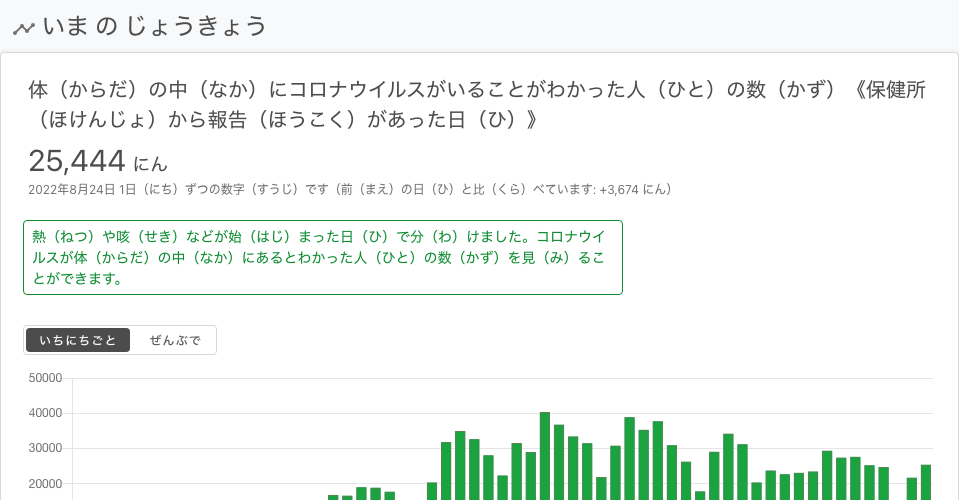 いま の じょうきょう
体（からだ）の中（なか）にコロナウイルスがいることがわかった人（ひと）の数（かず）《保健所
（ほけんじょ）から報告（ほうこく）があった日（ひ）》
25,444 にん
2022年8月24日 1日（にち）ずつの数字（すうじ）です（前（まえ）の日（ひ）と比（くら）べています: +3,674 にん）
熱（ねつ）や咳（せき）などが始（はじ）まった日（ひ）で分（わ）けました。コロナウイ
ルスが体（からだ）の中（なか）にあるとわかった人（ひと）の数（かず）を見（み）るこ
とができます。
いちにちごと ぜんぶで
50000
40000
30000
20000